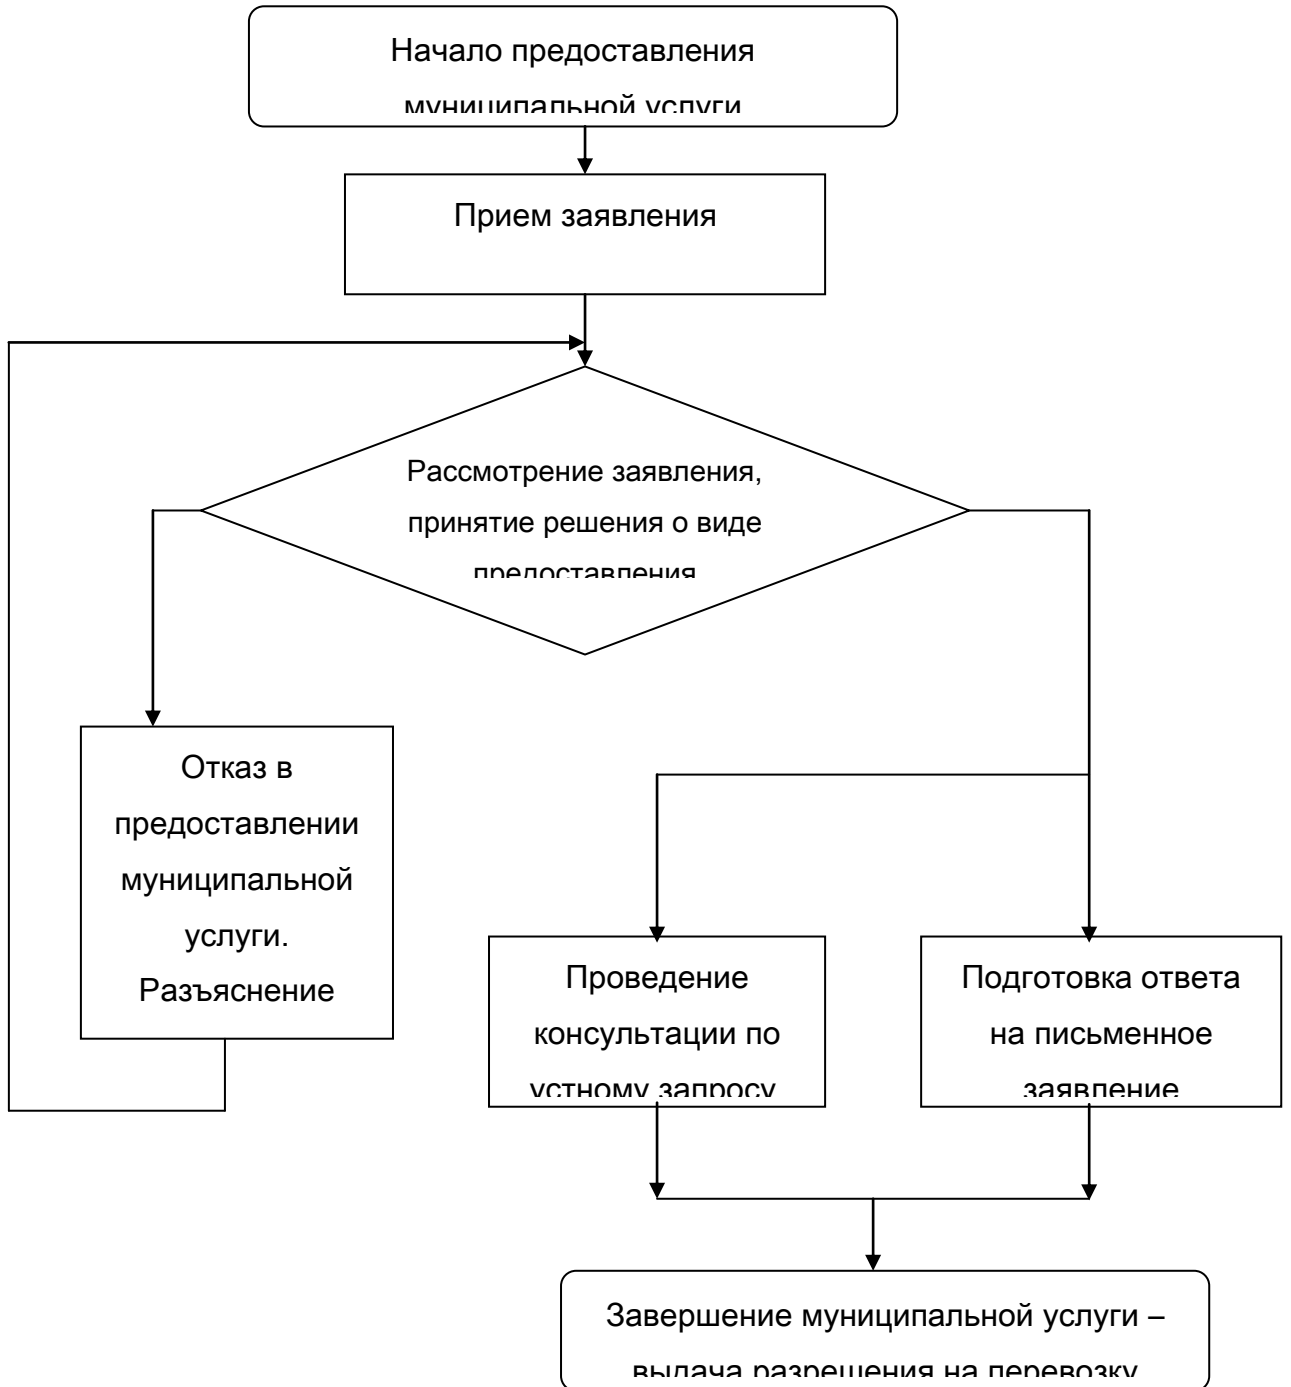 Начало предоставления
муниципальной услуги
Прием заявления
Рассмотрение заявления,
принятие решения о виде
предоставления
Отказ в
предоставлении
муниципальной
услуги.
Разъяснение
Проведение
консультации по
устному запросу
Подготовка ответа
на письменное
заявление
Завершение муниципальной услуги –
выдача разрешения на перевозку